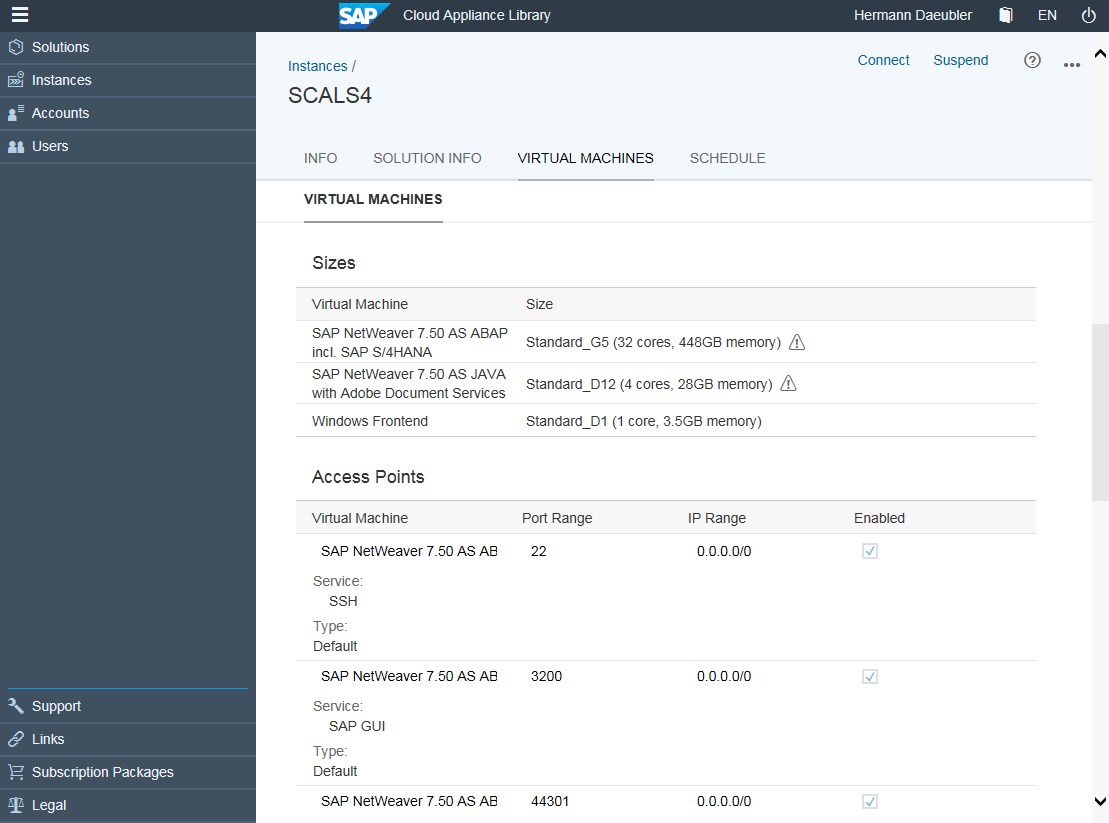 SAP Cloud Appliance Library Hermann Daeubler EN
Solutions
Instances
Accounts
Users
Support
Links
Subscription Packages
Legal
Instances / Connect Suspend ? ...
SCALS4
INFO SOLUTION INFO VIRTUAL MACHINES SCHEDULE
VIRTUAL MACHINES
Sizes
Virtual Machine Size
SAP NetWeaver 7.50 AS ABAP
incl. SAP S/4HANA
Standard_G5 (32 cores, 448GB memory)
SAP NetWeaver 7.50 AS JAVA
with Adobe Document Services
Standard_D12 (4 cores, 28GB memory)
Windows Frontend Standard_D1 (1 core, 3.5GB memory)
Access Points
Virtual Machine Port Range IP Range Enabled
SAP NetWeaver 7.50 AS AB 22 0.0.0.0/0
Service:
SSH
Type:
Default
SAP NetWeaver 7.50 AS AB 3200 0.0.0.0/0
Service:
SAP GUI
Type:
Default
SAP NetWeaver 7.50 AS AB 44301 0.0.0.0/0